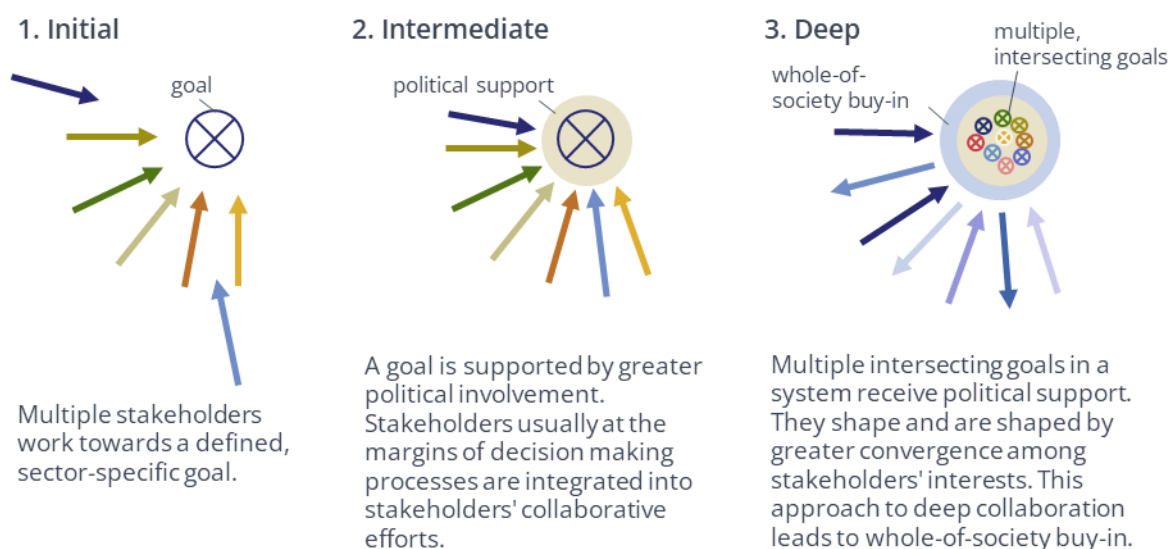 1. Initial
goal
Multiple stakeholders
work towards a defined,
sector-specific goal.
2. Intermediate
political support
A goal is supported by greater
political involvement.
Stakeholders usually at the
margins of decision making
processes are integrated into
stakeholders' collaborative
efforts.
3. Deep
multiple,
intersecting goals
whole-of-
society buy-in
Multiple intersecting goals in a
system receive political support.
They shape and are shaped by
greater convergence among
stakeholders' interests. This
approach to deep collaboration
leads to whole-of-society buy-in.